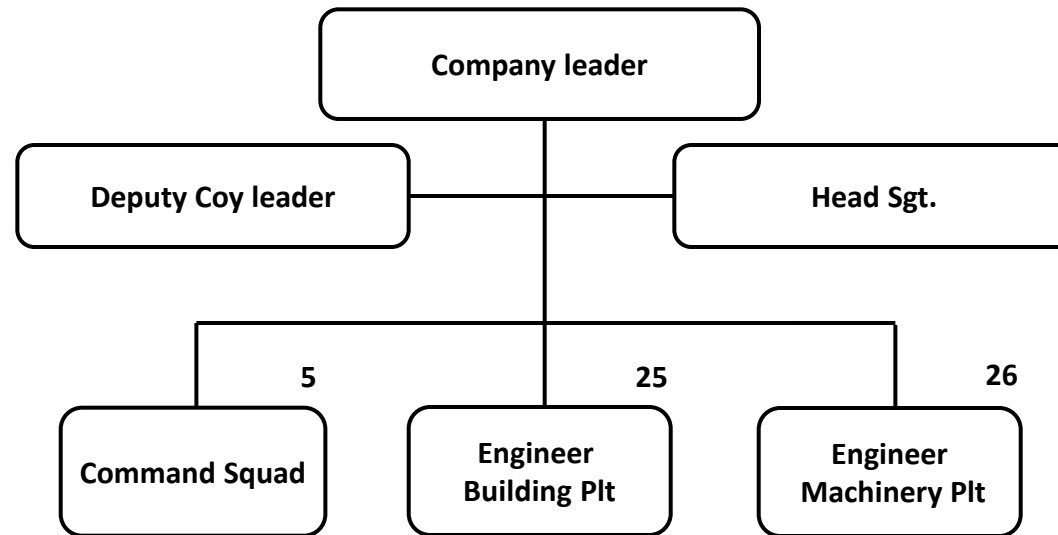 Company leader
Deputy Coy leader
Head Sgt.
5
25
26
Command Squad
Engineer
Building Plt
Engineer
Machinery Plt